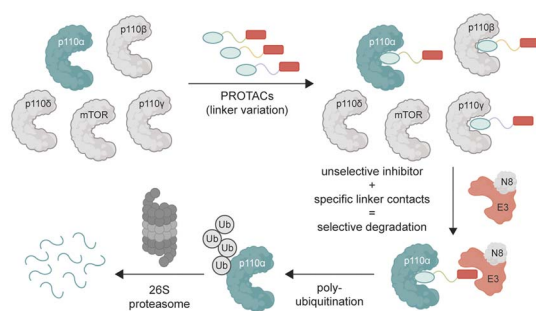 p110α
p110β
p110δ
mTOR
p110γ
PROTACs
(linker variation)
p110α
p110β
p110δ
mTOR
p110γ
unselective inhibitor
+
specific linker contacts
=
selective degradation
N8
E3
p110α
N8
E3
poly-
ubiquitination
Ub
Ub
Ub
Ub
Ub
p110α
26S
proteasome